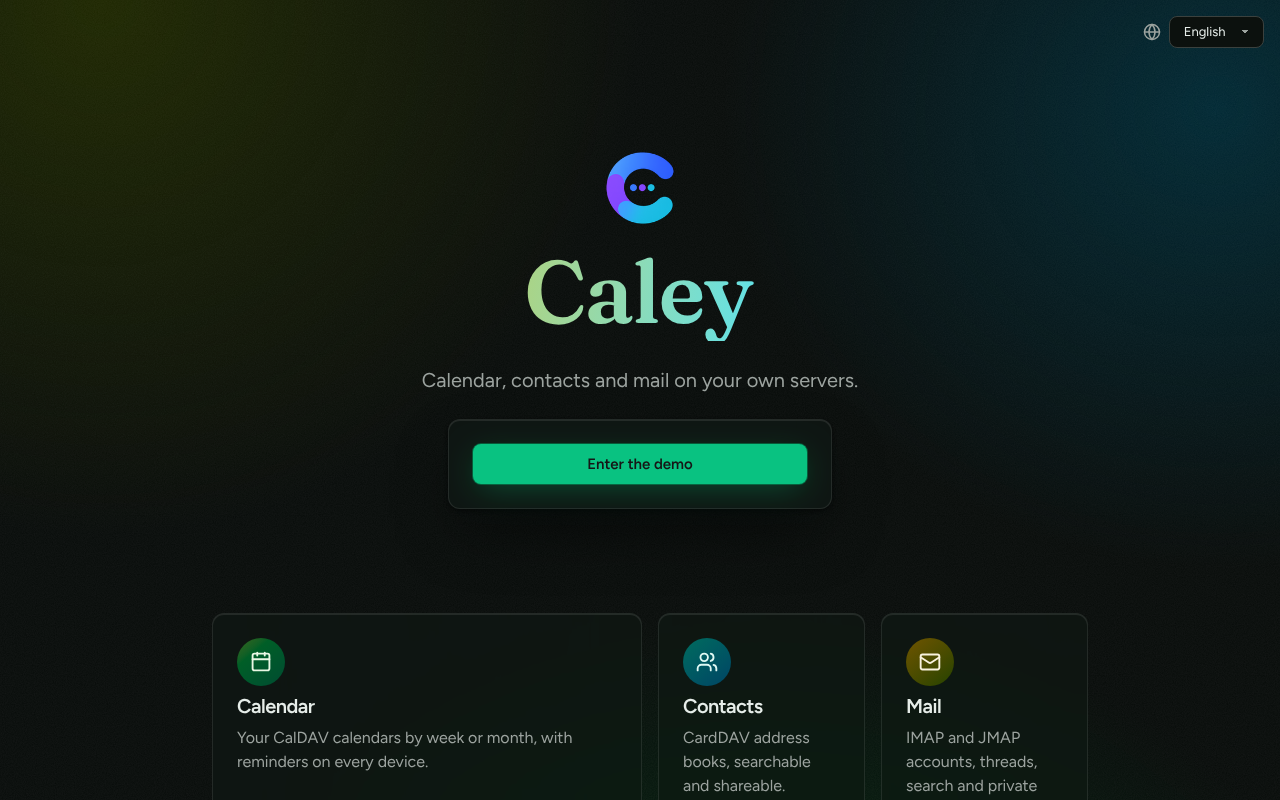 English
Caley
Calendar, contacts and mail on your own servers.
Enter the demo
Calendar
Your CalDAV calendars by week or month, with
reminders on every device.
Contacts
CardDAV address
books, searchable
and shareable.
Mail
IMAP and JMAP
accounts, threads,
search and private